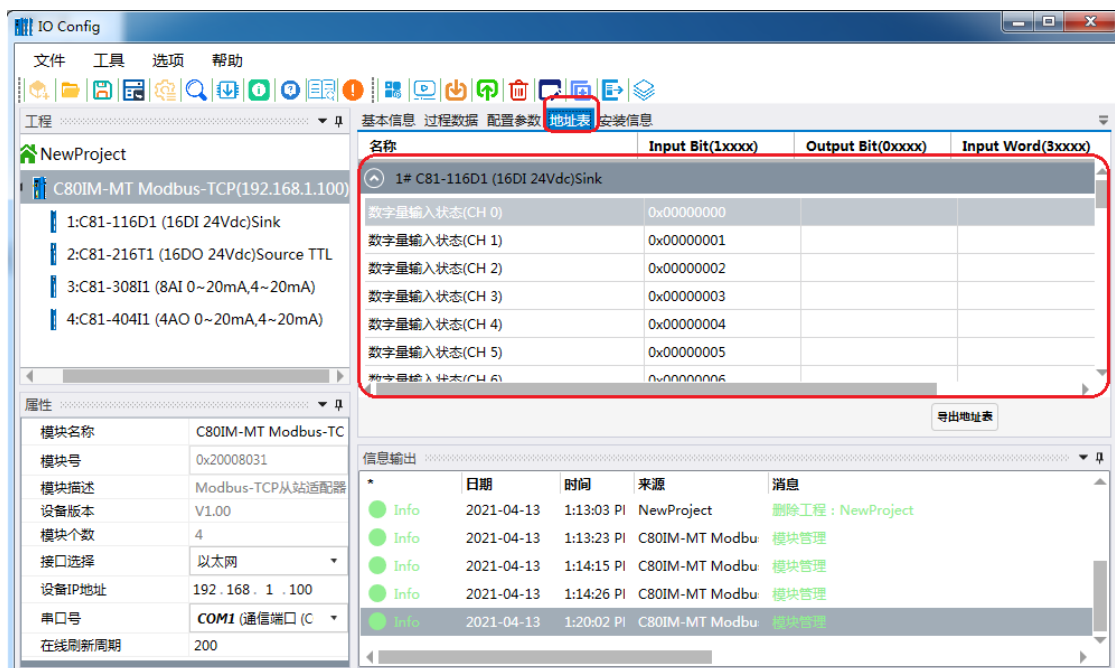 IO Config
文件 工具 选项 帮助
工程
NewProject
C80IM-MT Modbus-TCP(192.168.1.100)
1:C81-116D1 (16DI 24Vdc)Sink
2:C81-216T1 (16DO 24Vdc)Source TTL
3:C81-308I1 (8AI 0~20mA,4~20mA)
4:C81-404I1 (4AO 0~20mA,4~20mA)
基本信息 过程数据 配置参数 地址表 安装信息
名称 Input Bit(1xxxx) Output Bit(0xxxx) Input Word(3xxxx)
1# C81-116D1 (16DI 24Vdc)Sink
数字量输入状态(CH 0) 0x00000000
数字量输入状态(CH 1) 0x00000001
数字量输入状态(CH 2) 0x00000002
数字量输入状态(CH 3) 0x00000003
数字量输入状态(CH 4) 0x00000004
数字量输入状态(CH 5) 0x00000005
数字量输入状态(CH 6) 0x00000006
导出地址表
属性
模块名称 C80IM-MT Modbus-TC
模块号 0x20008031
模块描述 Modbus-TCP从站适配器
设备版本 V1.00
模块个数 4
接口选择 以太网
设备IP地址 192 . 168 . 1 . 100
串口号 COM1 (通信端口 (C
在线刷新周期 200
信息输出
* 日期 时间 来源 消息
Info 2021-04-13 1:13:03 PI NewProject 删除工程：NewProject
Info 2021-04-13 1:13:23 PI C80IM-MT Modbu 模块管理
Info 2021-04-13 1:14:15 PI C80IM-MT Modbu 模块管理
Info 2021-04-13 1:14:26 PI C80IM-MT Modbu 模块管理
Info 2021-04-13 1:20:02 PI C80IM-MT Modbu 模块管理